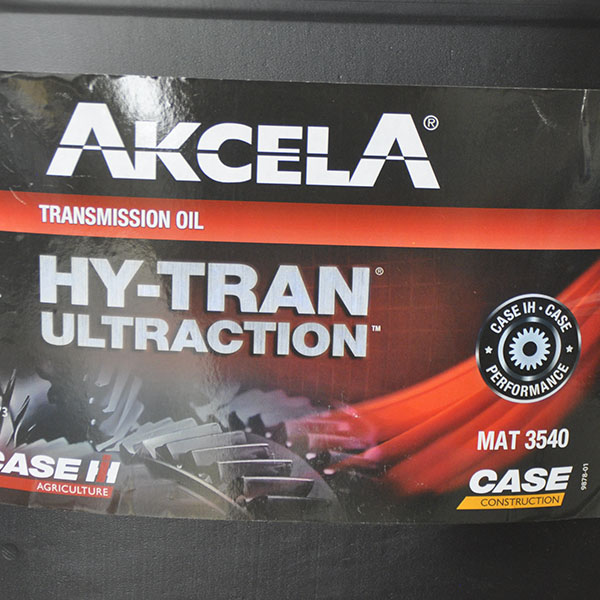 AKCELA®
TRANSMISSION OIL
HY-TRAN®
ULTRACTION™
CASE IH · CASE
PERFORMANCE
MAT 3540
CASE IH
AGRICULTURE
CASE
CONSTRUCTION
9878-01